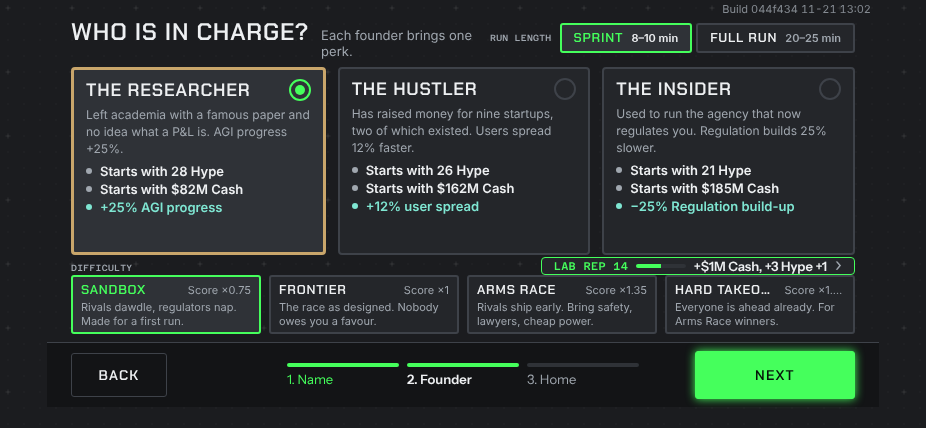 Build 044f434 11-21 13:02
WHO IS IN CHARGE?
Each founder brings one
perk.
RUN LENGTH
SPRINT 8–10 min
FULL RUN 20–25 min
THE RESEARCHER
Left academia with a famous paper and
no idea what a P&L is. AGI progress
+25%.
Starts with 28 Hype
Starts with $82M Cash
+25% AGI progress
THE HUSTLER
Has raised money for nine startups,
two of which existed. Users spread
12% faster.
Starts with 26 Hype
Starts with $162M Cash
+12% user spread
THE INSIDER
Used to run the agency that now
regulates you. Regulation builds 25%
slower.
Starts with 21 Hype
Starts with $185M Cash
−25% Regulation build-up
DIFFICULTY
LAB REP 14 +$1M Cash, +3 Hype +1
SANDBOX Score ×0.75
Rivals dawdle, regulators nap.
Made for a first run.
FRONTIER Score ×1
The race as designed. Nobody
owes you a favour.
ARMS RACE Score ×1.35
Rivals ship early. Bring safety,
lawyers, cheap power.
HARD TAKEO... Score ×1....
Everyone is ahead already. For
Arms Race winners.
BACK
1. Name
2. Founder
3. Home
NEXT